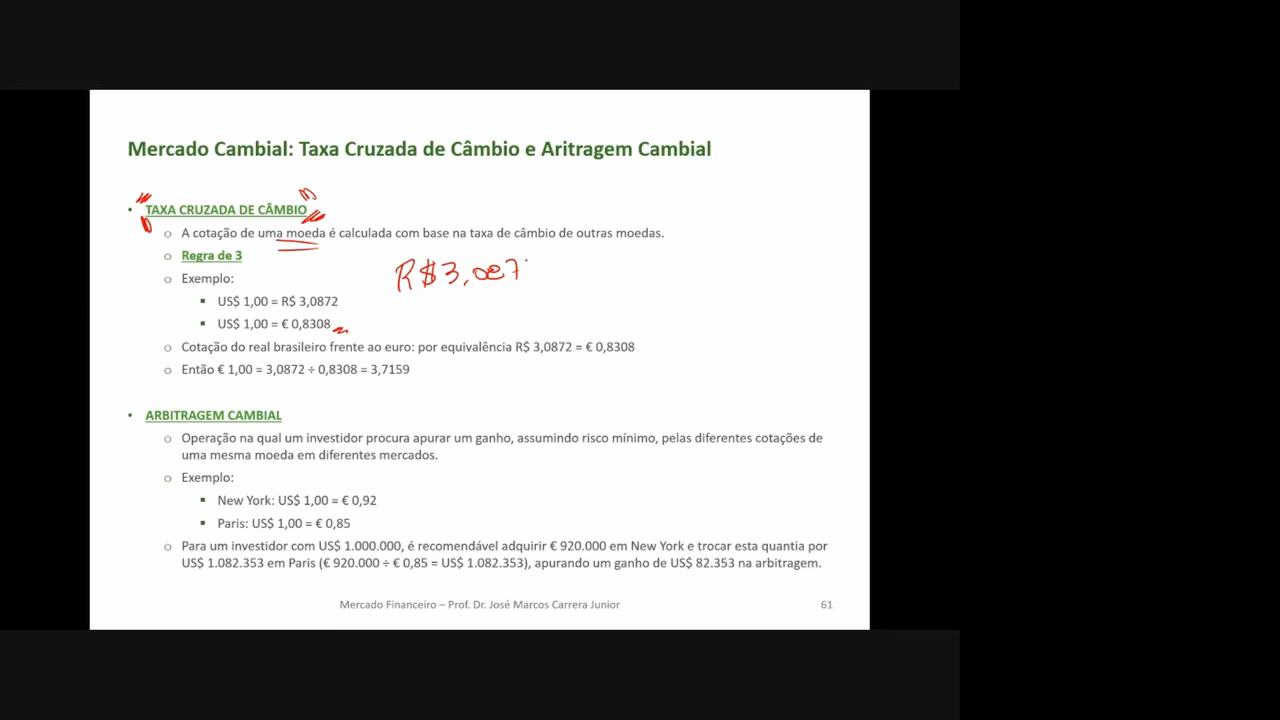 Mercado Cambial: Taxa Cruzada de Câmbio e Aritragem Cambial
• TAXA CRUZADA DE CÂMBIO
o A cotação de uma moeda é calculada com base na taxa de câmbio de outras moedas.
o Regra de 3
R$3,087
o Exemplo:
▪ US$ 1,00 = R$ 3,0872
▪ US$ 1,00 = € 0,8308
o Cotação do real brasileiro frente ao euro: por equivalência R$ 3,0872 = € 0,8308
o Então € 1,00 = 3,0872 ÷ 0,8308 = 3,7159
• ARBITRAGEM CAMBIAL
o Operação na qual um investidor procura apurar um ganho, assumindo risco mínimo, pelas diferentes cotações de
uma mesma moeda em diferentes mercados.
o Exemplo:
▪ New York: US$ 1,00 = € 0,92
▪ Paris: US$ 1,00 = € 0,85
o Para um investidor com US$ 1.000.000, é recomendável adquirir € 920.000 em New York e trocar esta quantia por
US$ 1.082.353 em Paris (€ 920.000 ÷ € 0,85 = US$ 1.082.353), apurando um ganho de US$ 82.353 na arbitragem.
Mercado Financeiro – Prof. Dr. José Marcos Carrera Junior
61